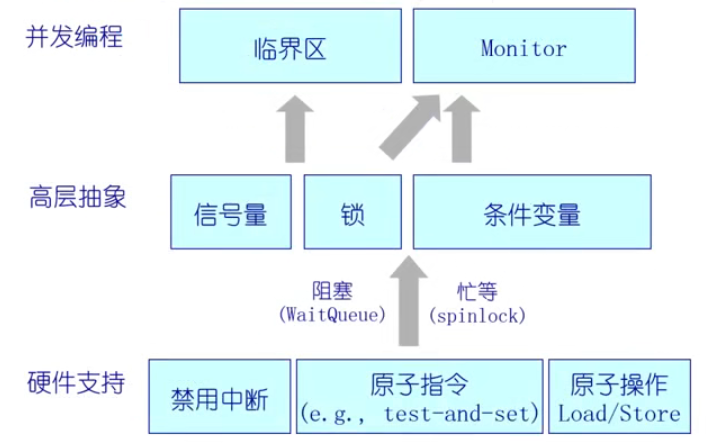 并发编程
临界区
Monitor
高层抽象
信号量
锁
条件变量
阻塞
(WaitQueue)
忙等
(spinlock)
硬件支持
禁用中断
原子指令
(e.g., test-and-set)
原子操作
Load/Store